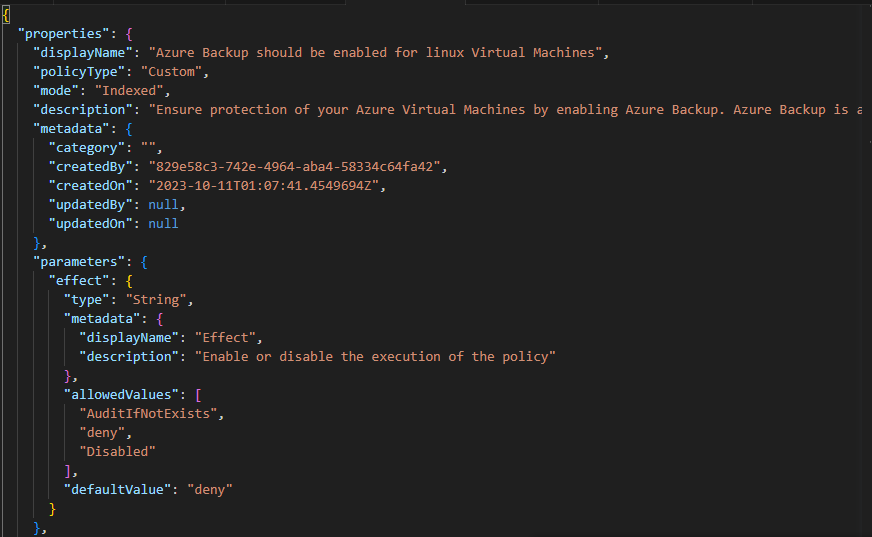 {
"properties": {
"displayName": "Azure Backup should be enabled for linux Virtual Machines",
"policyType": "Custom",
"mode": "Indexed",
"description": "Ensure protection of your Azure Virtual Machines by enabling Azure Backup. Azure Backup is a
"metadata": {
"category": "",
"createdBy": "829e58c3-742e-4964-aba4-58334c64fa42",
"createdOn": "2023-10-11T01:07:41.4549694Z",
"updatedBy": null,
"updatedOn": null
},
"parameters": {
"effect": {
"type": "String",
"metadata": {
"displayName": "Effect",
"description": "Enable or disable the execution of the policy"
},
"allowedValues": [
"AuditIfNotExists",
"deny",
"Disabled"
],
"defaultValue": "deny"
}
},